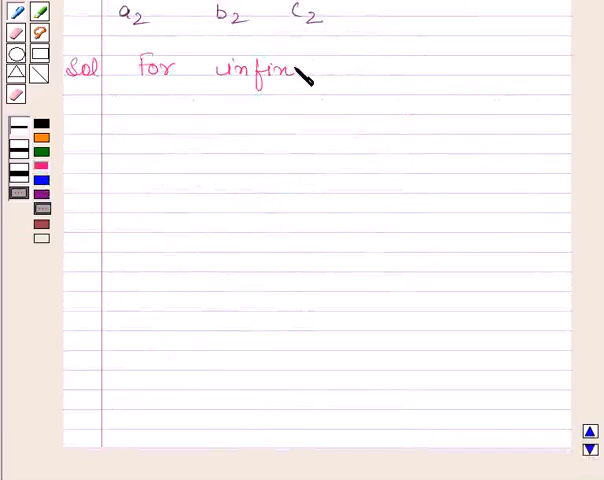 a₂ b₂ c₂
Sol For infin